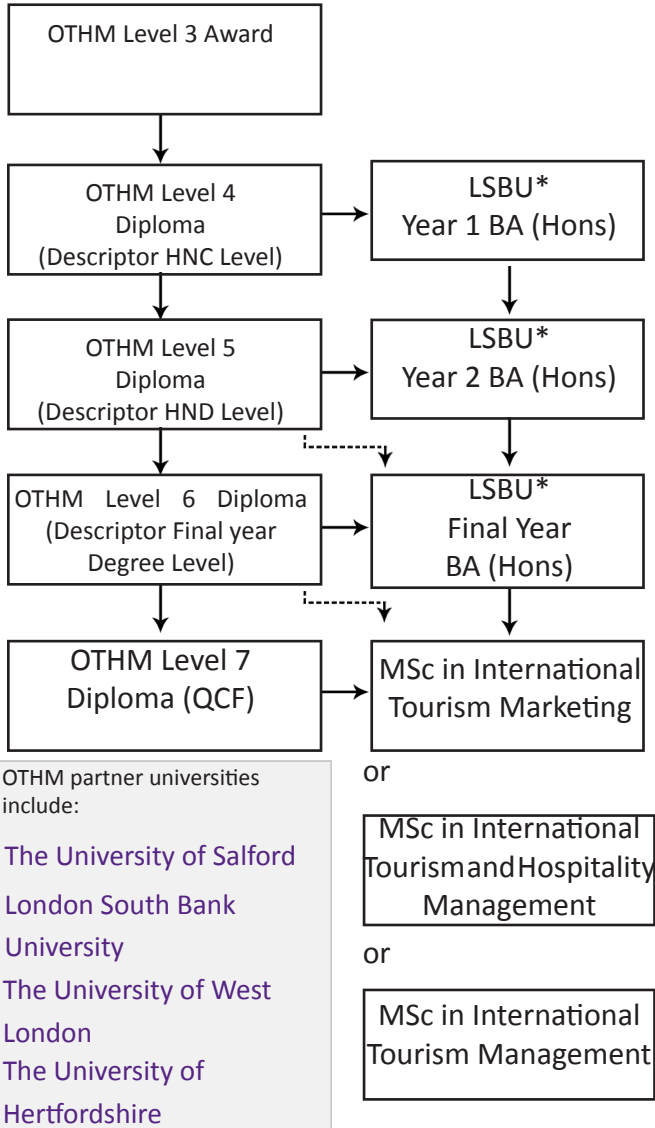 OTHM Level 3 Award
OTHM Level 4
Diploma
(Descriptor HNC Level)
LSBU*
Year 1 BA (Hons)
OTHM Level 5
Diploma
(Descriptor HND Level)
LSBU*
Year 2 BA (Hons)
OTHM Level 6 Diploma
(Descriptor Final year
Degree Level)
LSBU*
Final Year
BA (Hons)
OTHM Level 7
Diploma (QCF)
MSc in International
Tourism Marketing
OTHM partner universities
include:
The University of Salford
London South Bank
University
The University of West
London
The University of
Hertfordshire
or
MSc in International
Tourism and Hospitality
Management
or
MSc in International
Tourism Management